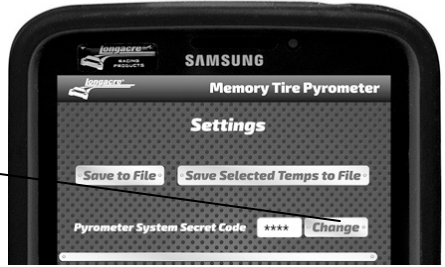 Longacre
RACING
PRODUCTS
SAMSUNG
Longacre
Memory Tire Pyrometer
Settings
Save to File Save Selected Temps to File
Pyrometer System Secret Code **** Change